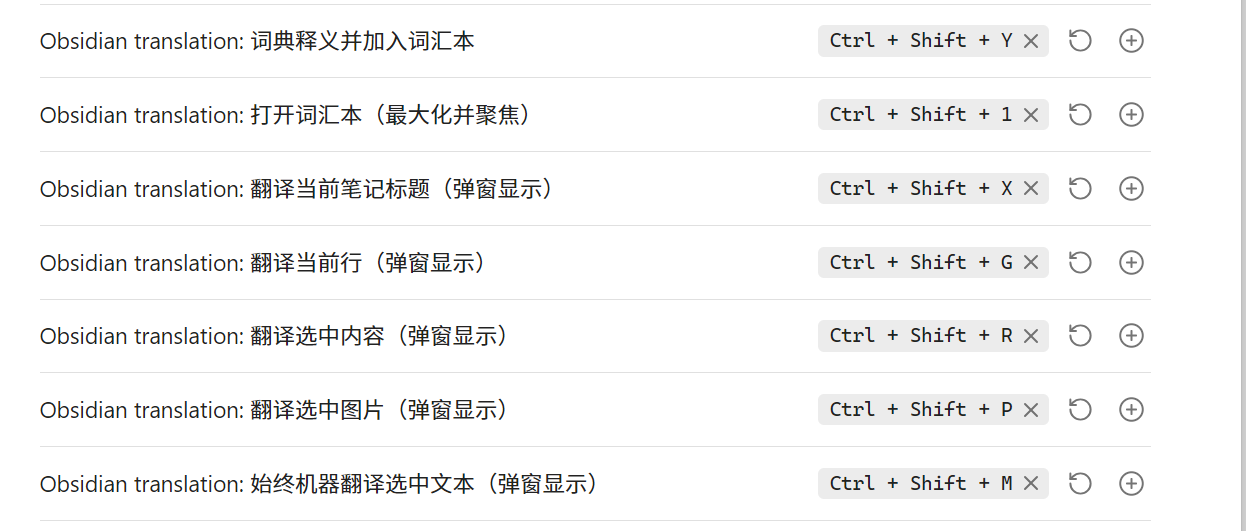 Obsidian translation: 词典释义并加入词汇本 Ctrl + Shift + Y
Obsidian translation: 打开词汇本（最大化并聚焦） Ctrl + Shift + 1
Obsidian translation: 翻译当前笔记标题（弹窗显示） Ctrl + Shift + X
Obsidian translation: 翻译当前行（弹窗显示） Ctrl + Shift + G
Obsidian translation: 翻译选中内容（弹窗显示） Ctrl + Shift + R
Obsidian translation: 翻译选中图片（弹窗显示） Ctrl + Shift + P
Obsidian translation: 始终机器翻译选中文本（弹窗显示） Ctrl + Shift + M